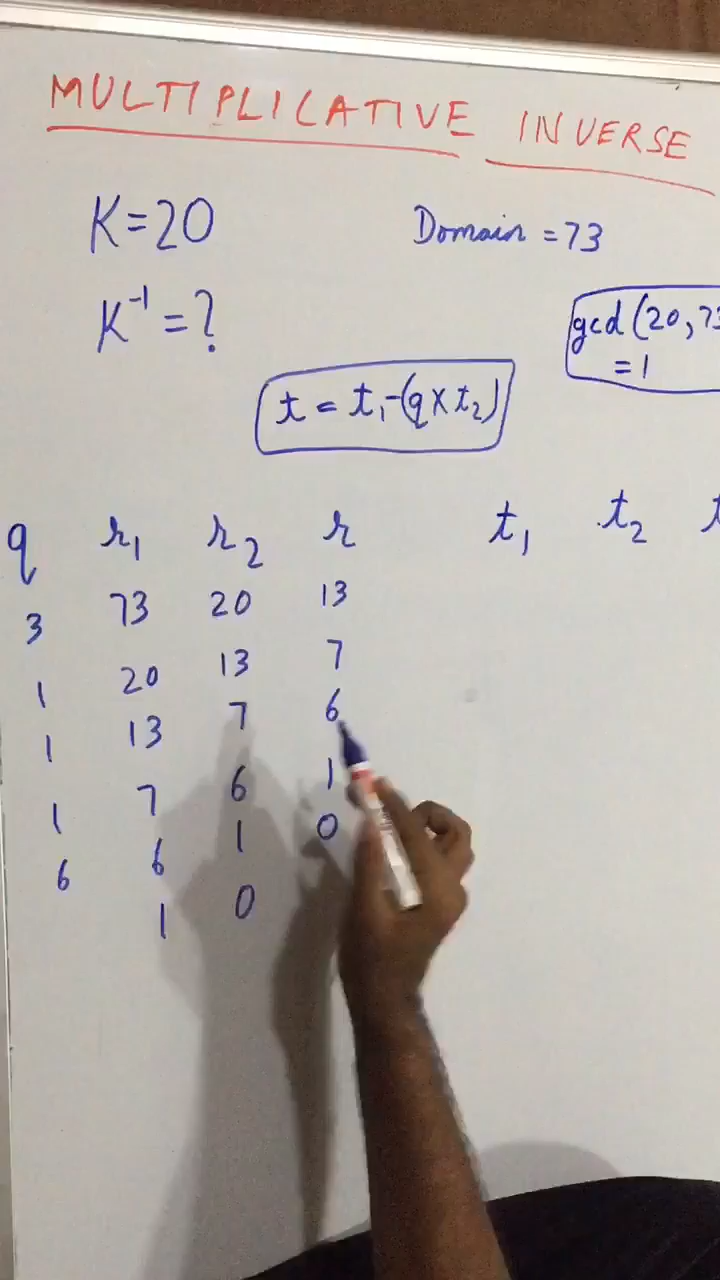 MULTIPLICATIVE INVERSE
K=20 Domain =73
K⁻¹ =?
gcd(20,73
=1
t = t₁-(q×t₂)
q r₁ r₂ r t₁ t₂ t
3 73 20 13
1 20 13 7
1 13 7 6
1 7 6 1
6 6 1 0
1 0